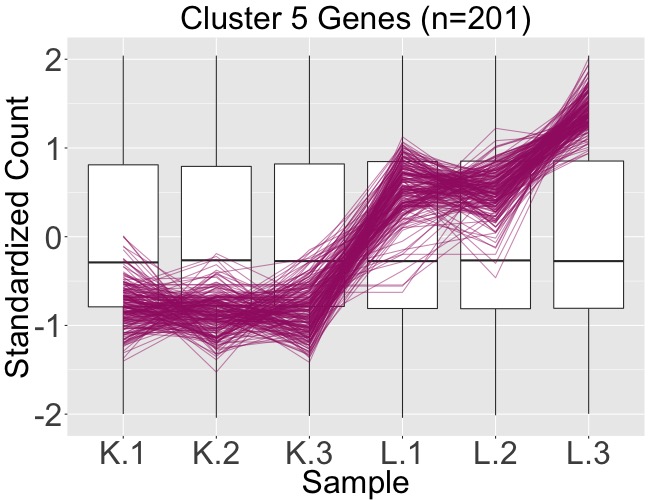 Cluster 5 Genes (n=201)
Standardized Count
2
1
0
-1
-2
K.1 K.2 K.3 L.1 L.2 L.3
Sample